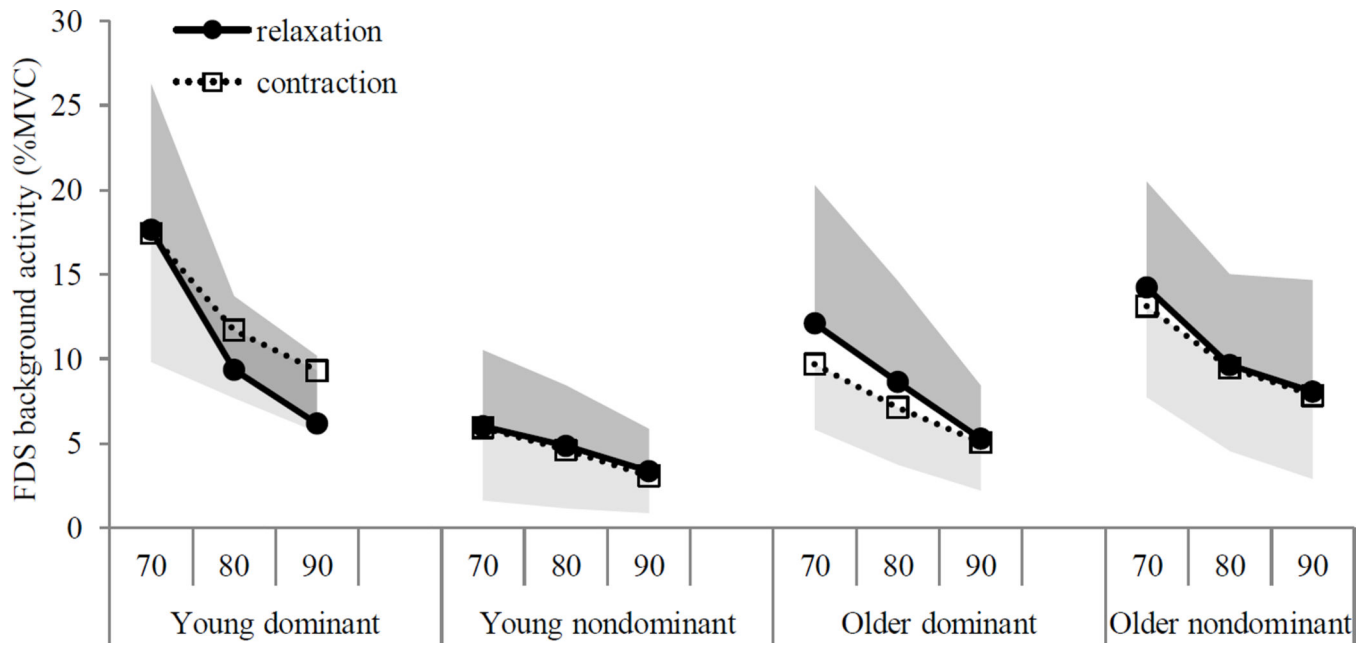 FDS background activity (%MVC)
30
25
20
15
10
5
0
relaxation
contraction
70 80 90 70 80 90 70 80 90 70 80 90
Young dominant Young nondominant Older dominant Older nondominant